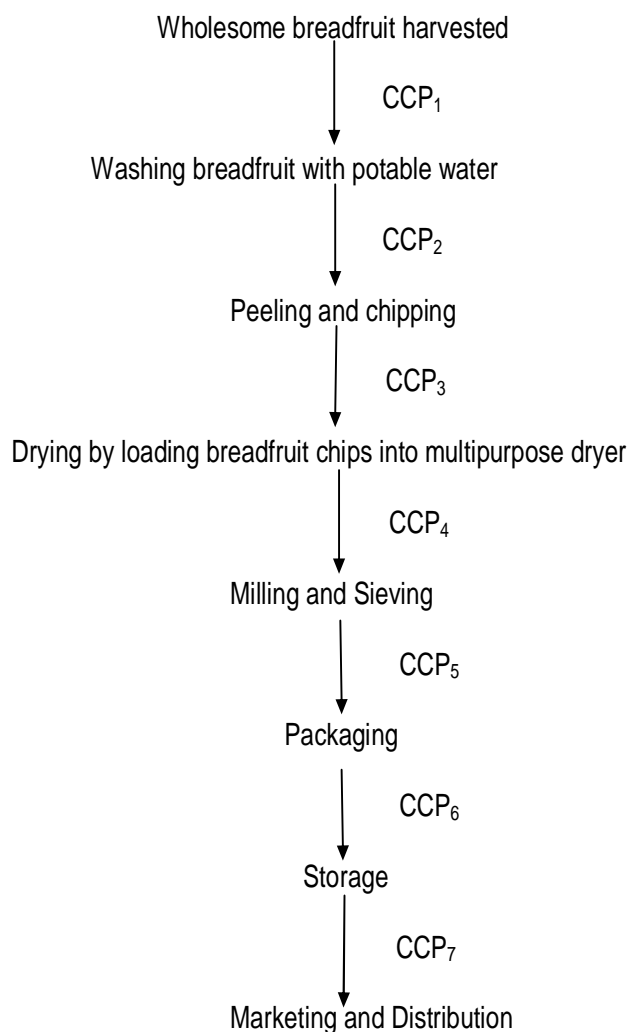 Wholesome breadfruit harvested
CCP₁
Washing breadfruit with potable water
CCP₂
Peeling and chipping
CCP₃
Drying by loading breadfruit chips into multipurpose dryer
CCP₄
Milling and Sieving
CCP₅
Packaging
CCP₆
Storage
CCP₇
Marketing and Distribution